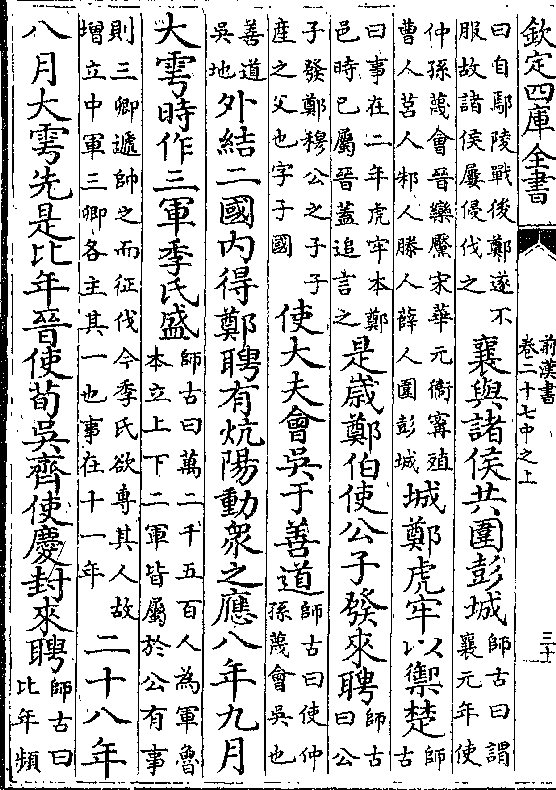 欽定四庫全書
前漢書
卷二十七中之上
三十
曰自鄢陵戰後鄭遂不服故諸侯屢侵伐之襄與諸侯共圍彭城師古曰謂襄元年使
仲孫蔑會晉欒黶宋華元衛甯殖曹人莒人邾人滕人薛人圍彭城城鄭虎牢以禦楚師古
曰事在二年虎牢本鄭邑時已屬晉蓋追言之是歲鄭伯使公子發來聘師古曰公
子發鄭穆公之子子產之父也字子國使大夫會吳于善道師古曰使仲孫蔑會吳也
善道吳地外結二國內得鄭聘有炕陽動衆之應八年九月
大雩時作三軍季氏盛師古曰萬二千五百人為軍魯本立上下二軍皆屬於公有事
則三卿遞帥之而征伐今季氏欲專其人故增立中軍三卿各主其一也事在十一年二十八年
八月大雩先是比年晉使荀吳齊使慶封來聘師古曰比年頻